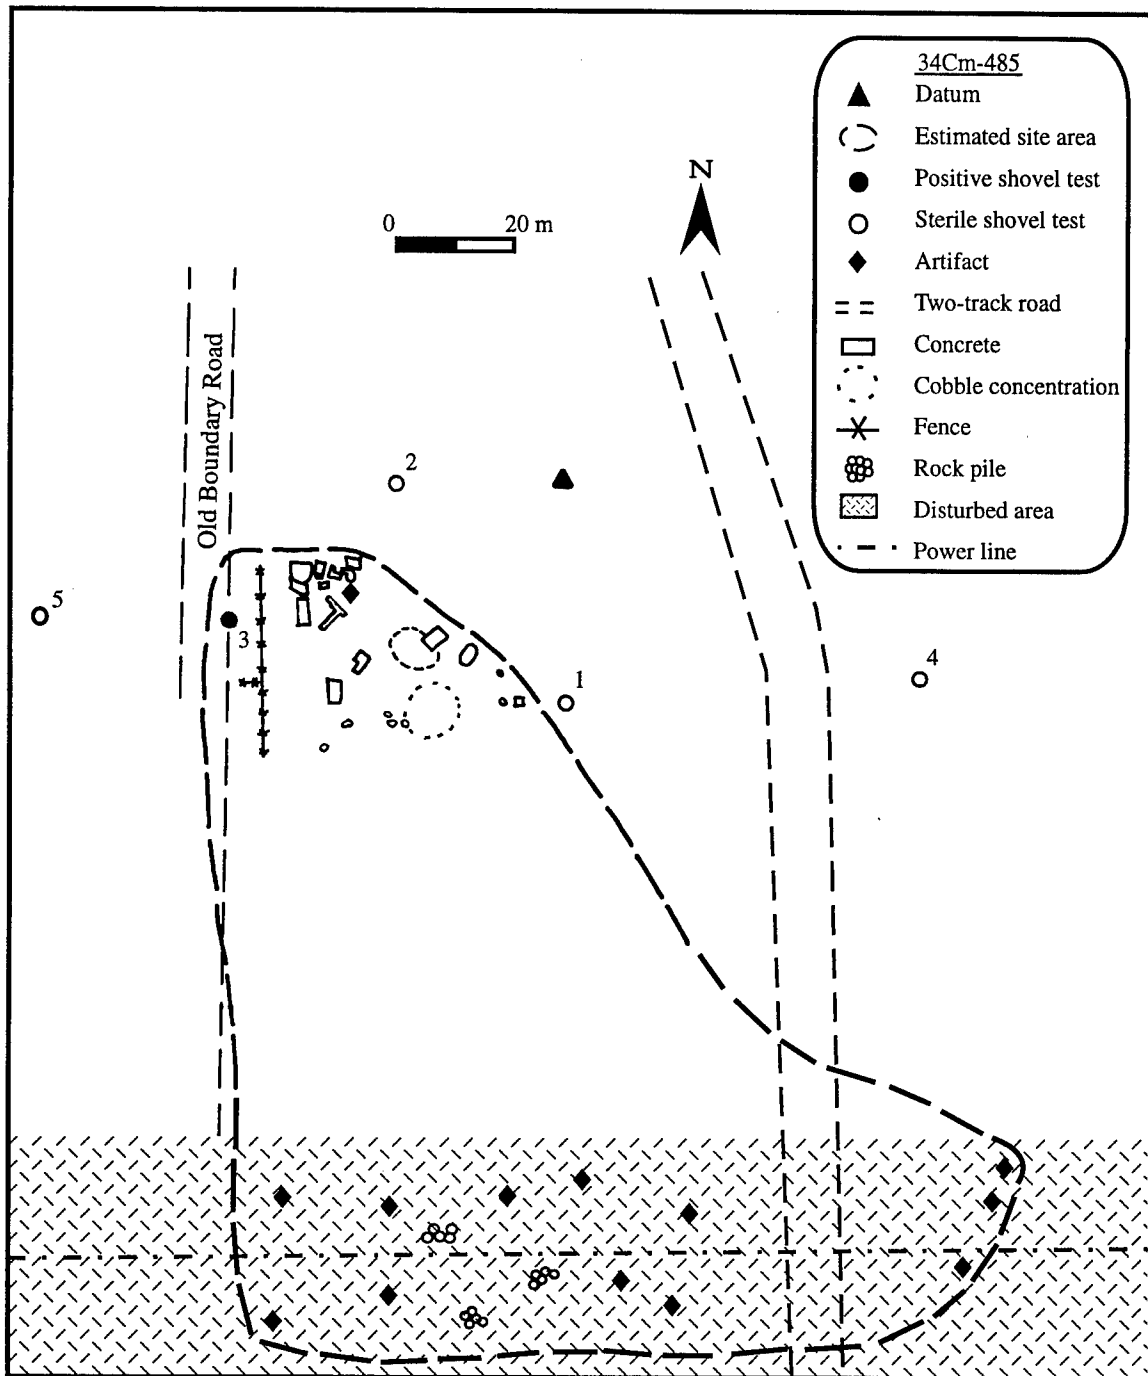 34Cm-485
Datum
Estimated site area
Positive shovel test
Sterile shovel test
Artifact
Two-track road
Concrete
Cobble concentration
Fence
Rock pile
Disturbed area
Power line
N
0 20 m
Old Boundary Road
2
5
3
1
4